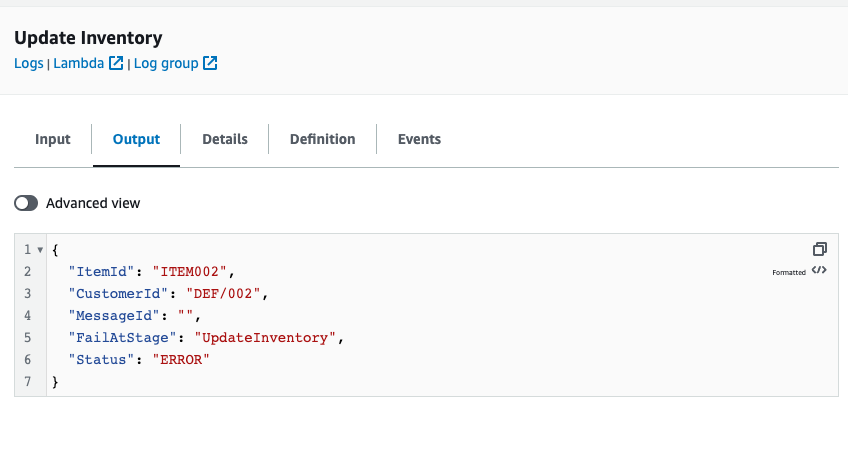 Update Inventory
Logs | Lambda | Log group
Input Output Details Definition Events
Advanced view
1 {
2 "ItemId": "ITEM002",
Formatted </>
3 "CustomerId": "DEF/002",
4 "MessageId": "",
5 "FailAtStage": "UpdateInventory",
6 "Status": "ERROR"
7 }